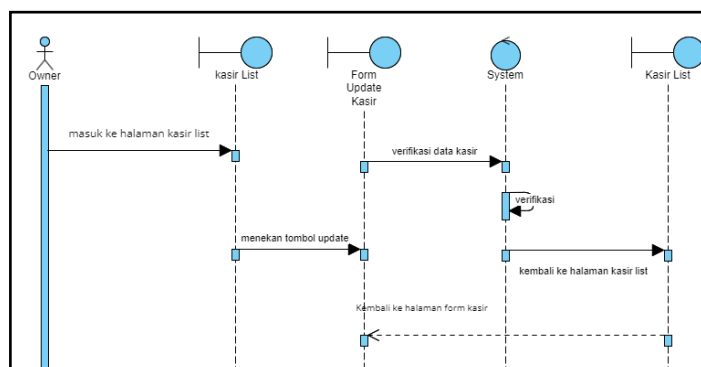 Owner
kasir List
Form
Update
Kasir
System
Kasir List
masuk ke halaman kasir list
verifikasi data kasir
verifikasi
menekan tombol update
kembali ke halaman kasir list
Kembali ke halaman form kasir